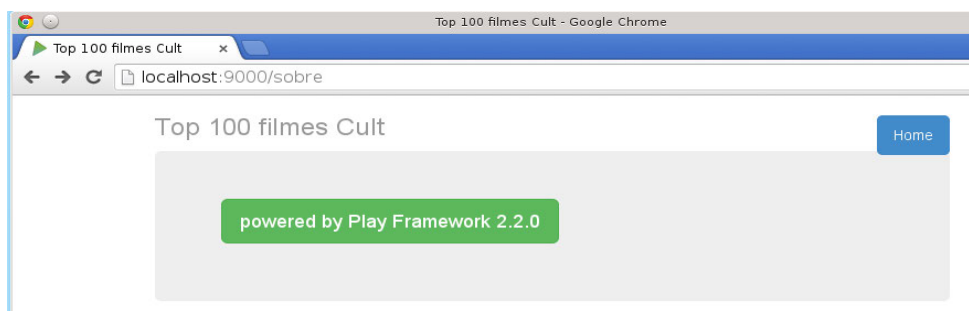 Top 100 filmes Cult - Google Chrome
Top 100 filmes Cult ×
localhost:9000/sobre
Top 100 filmes Cult
Home
powered by Play Framework 2.2.0